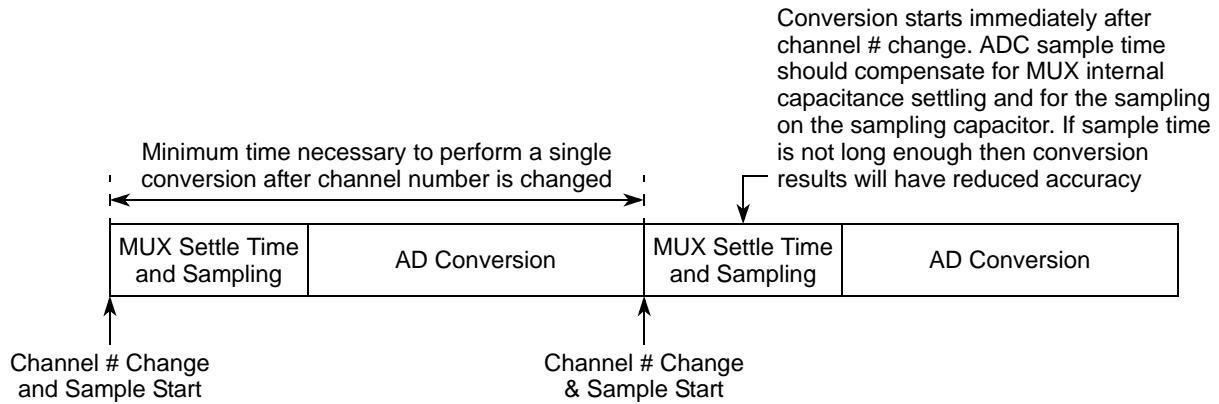 Conversion starts immediately after
channel # change. ADC sample time
should compensate for MUX internal
capacitance settling and for the sampling
on the sampling capacitor. If sample time
is not long enough then conversion
results will have reduced accuracy
Minimum time necessary to perform a single
conversion after channel number is changed
MUX Settle Time
and Sampling
AD Conversion
MUX Settle Time
and Sampling
AD Conversion
Channel # Change
and Sample Start
Channel # Change
& Sample Start